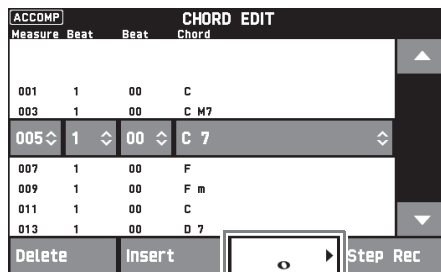 ACCOMP CHORD EDIT
Measure Beat Beat Chord
001 1 00 C
003 1 00 C M7
005 1 00 C 7
007 1 00 F
009 1 00 F m
011 1 00 C
013 1 00 D 7
Delete Insert Step Rec